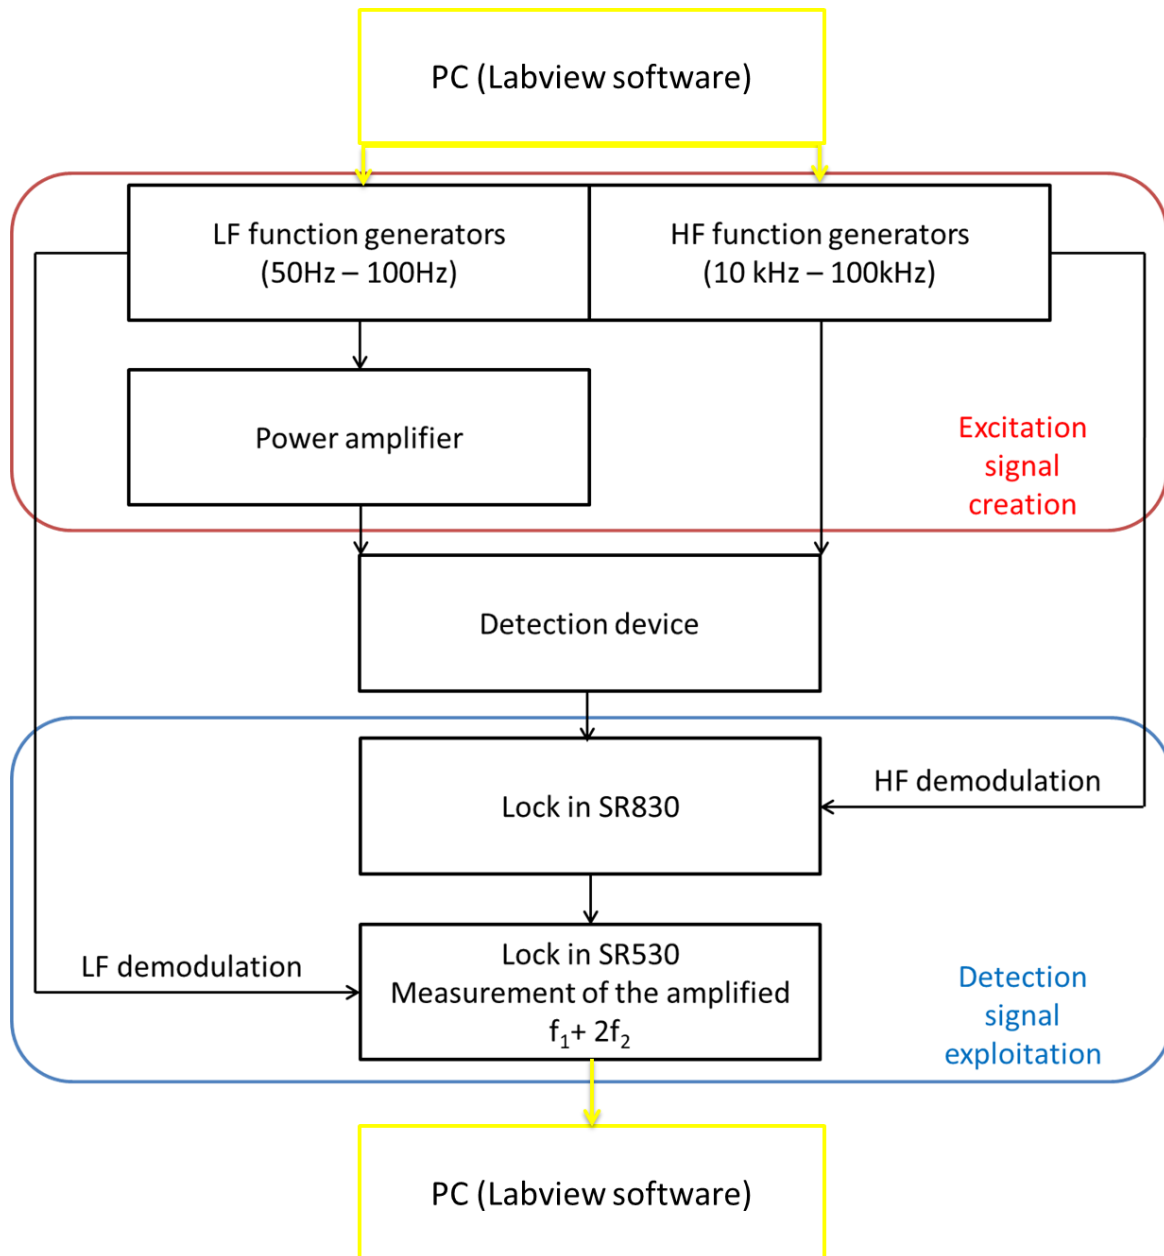 PC (Labview software)
LF function generators
(50Hz – 100Hz)
HF function generators
(10 kHz – 100kHz)
Power amplifier
Excitation
signal
creation
Detection device
Lock in SR830
HF demodulation
LF demodulation
Lock in SR530
Measurement of the amplified
f₁+ 2f₂
Detection
signal
exploitation
PC (Labview software)